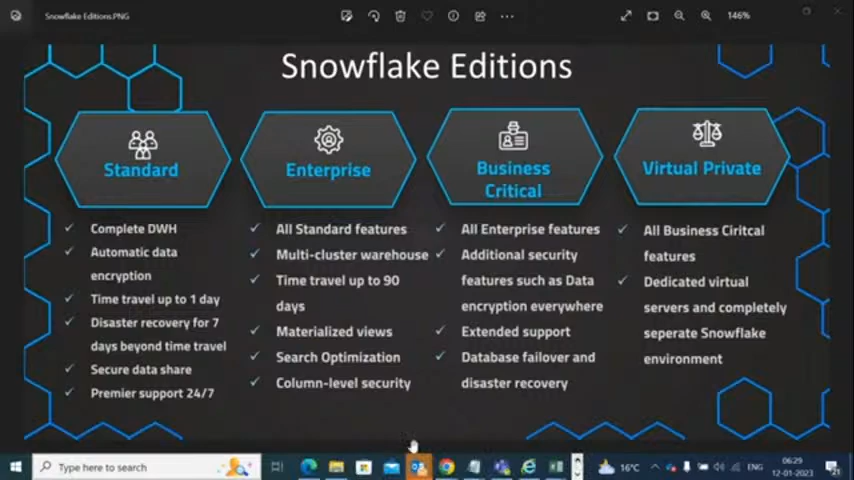 Snowflake Editions.PNG
146%
Snowflake Editions
Standard
Complete DWH
Automatic data
encryption
Time travel up to 1 day
Disaster recovery for 7
days beyond time travel
Secure data share
Premier support 24/7
Enterprise
All Standard features
Multi-cluster warehouse
Time travel up to 90
days
Materialized views
Search Optimization
Column-level security
Business
Critical
All Enterprise features
Additional security
features such as Data
encryption everywhere
Extended support
Database failover and
disaster recovery
Virtual Private
All Business Ciritcal
features
Dedicated virtual
servers and completely
seperate Snowflake
environment
Type here to search
16°C
ENG
06:29
12-01-2023
21